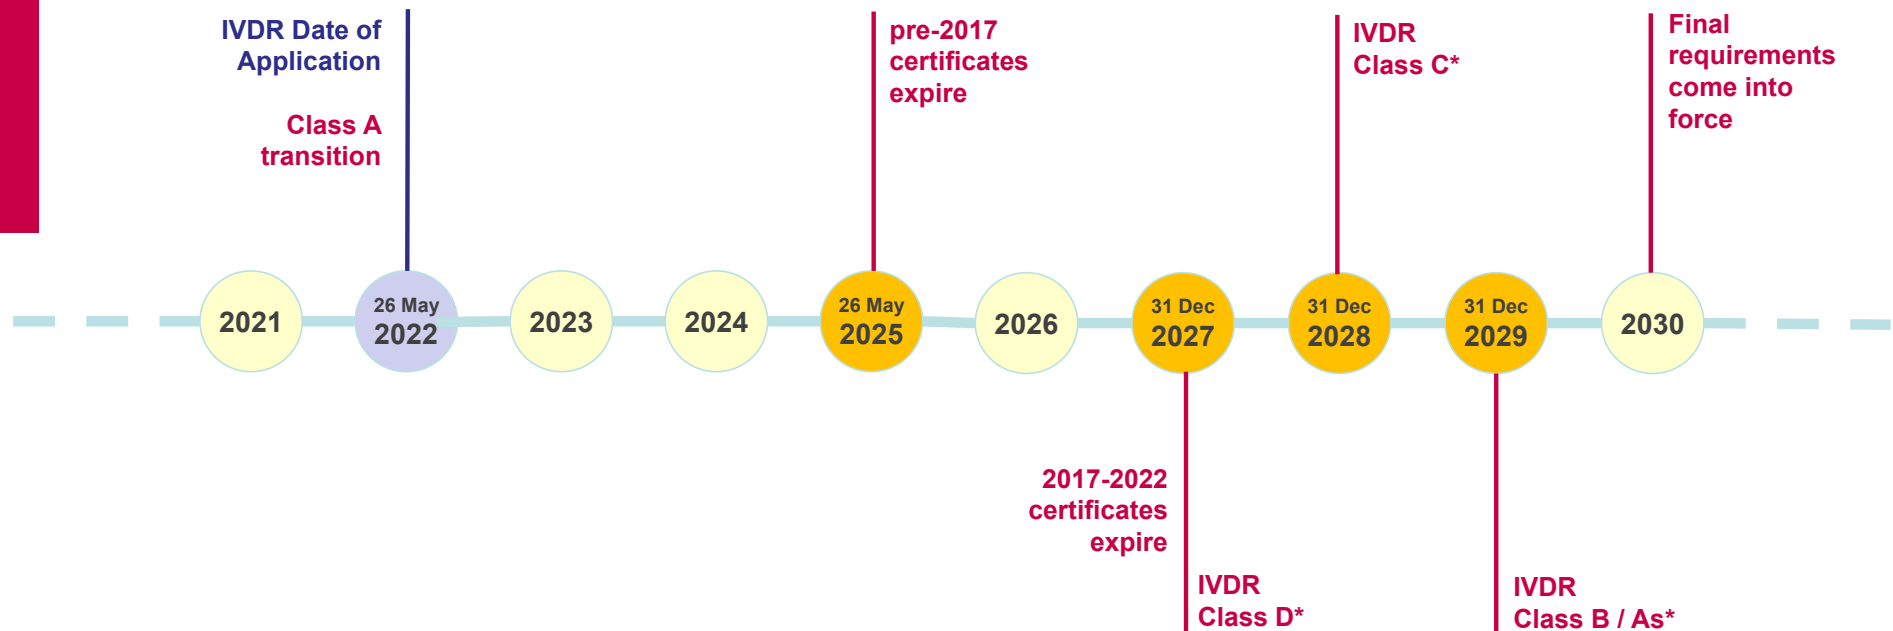 IVDR Date of
Application
Class A
transition
pre-2017
certificates
expire
IVDR
Class C*
Final
requirements
come into
force
2021
26 May
2022
2023
2024
26 May
2025
2026
31 Dec
2027
31 Dec
2028
31 Dec
2029
2030
2017-2022
certificates
expire
IVDR
Class D*
IVDR
Class B / As*